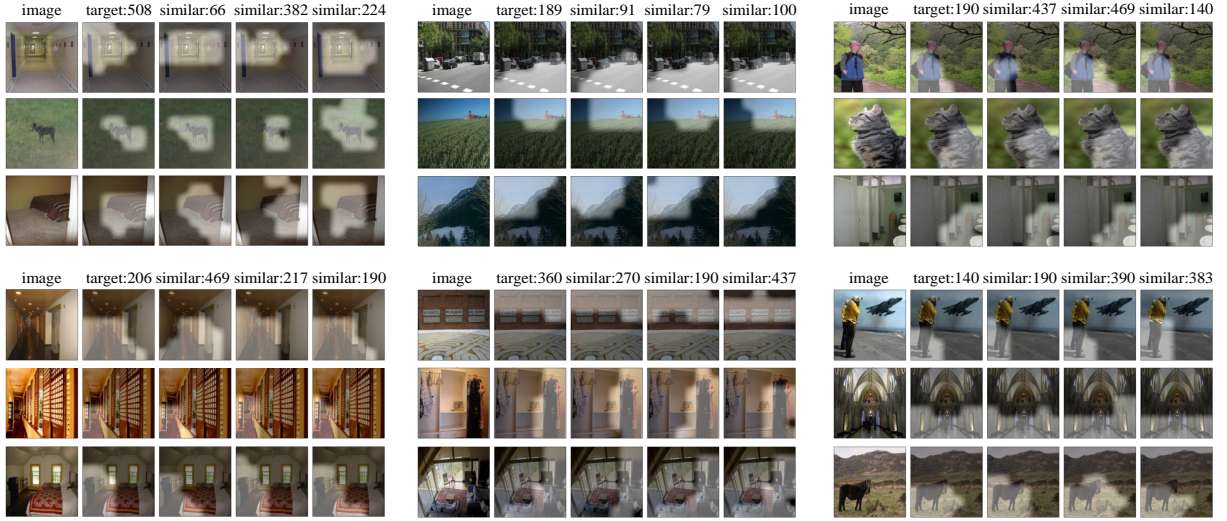 image target:508 similar:66 similar:382 similar:224
image target:189 similar:91 similar:79 similar:100
image target:190 similar:437 similar:469 similar:140
image target:206 similar:469 similar:217 similar:190
image target:360 similar:270 similar:190 similar:437
image target:140 similar:190 similar:390 similar:383